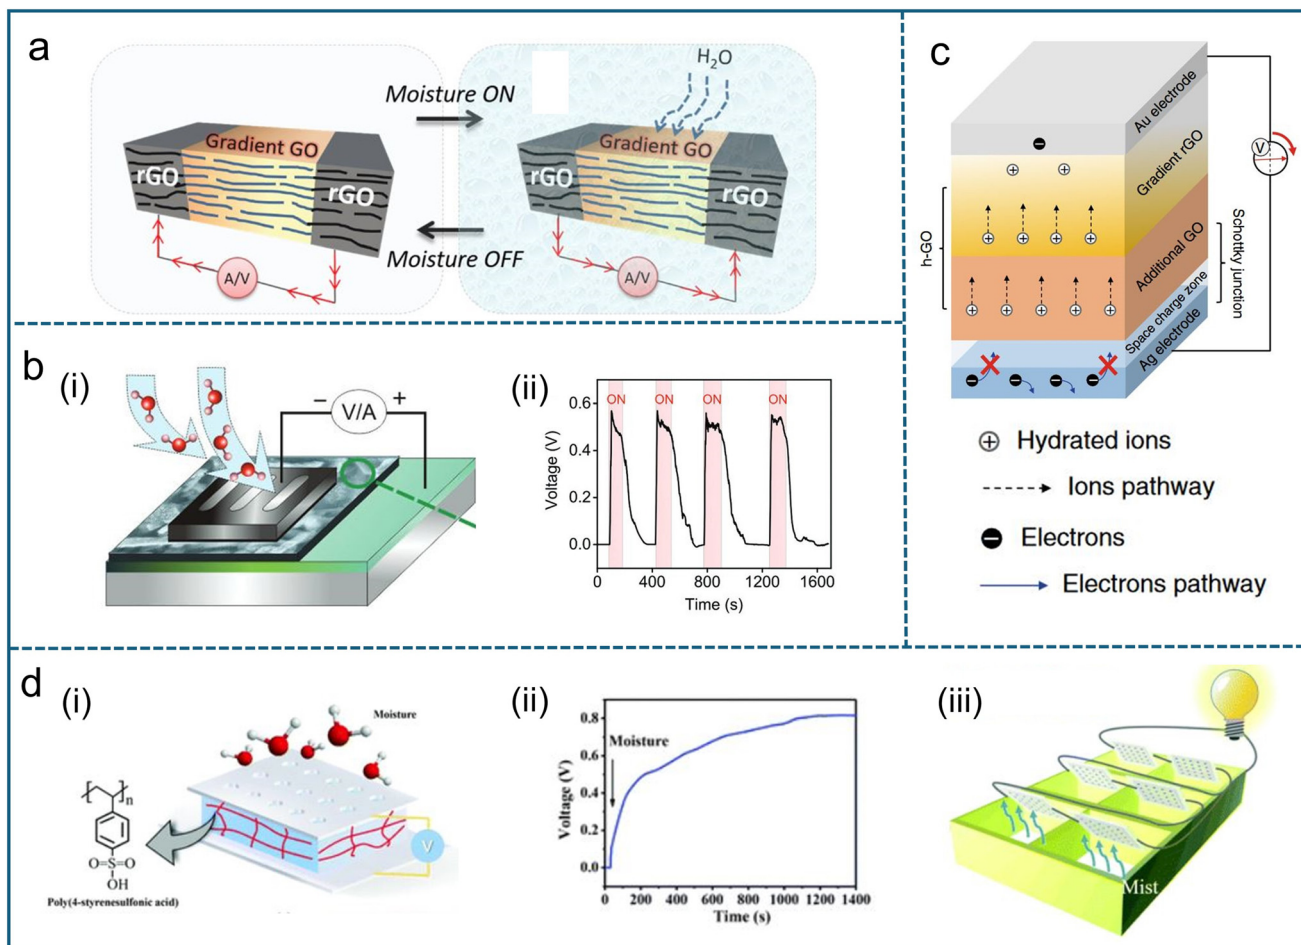 a
Moisture ON
Moisture OFF
Gradient GO
rGO
rGO
A/V
H₂O
Gradient GO
rGO
rGO
A/V
b
(i)
− V/A +
(ii)
ON ON ON ON
Voltage (V)
0.6
0.4
0.2
0.0
0 400 800 1200 1600
Time (s)
c
Au electrode
Gradient rGO
Additional GO
Space charge zone
Ag electrode
Schottky junction
h-GO
V
⊕ Hydrated ions
Ions pathway
Electrons
Electrons pathway
d
(i)
Moisture
V
n
O=S=O
OH
Poly(4-styrenesulfonic acid)
(ii)
Moisture
Voltage (V)
0.8
0.6
0.4
0.2
0.0
0 200 400 600 800 1000 1200 1400
Time (s)
(iii)
Mist